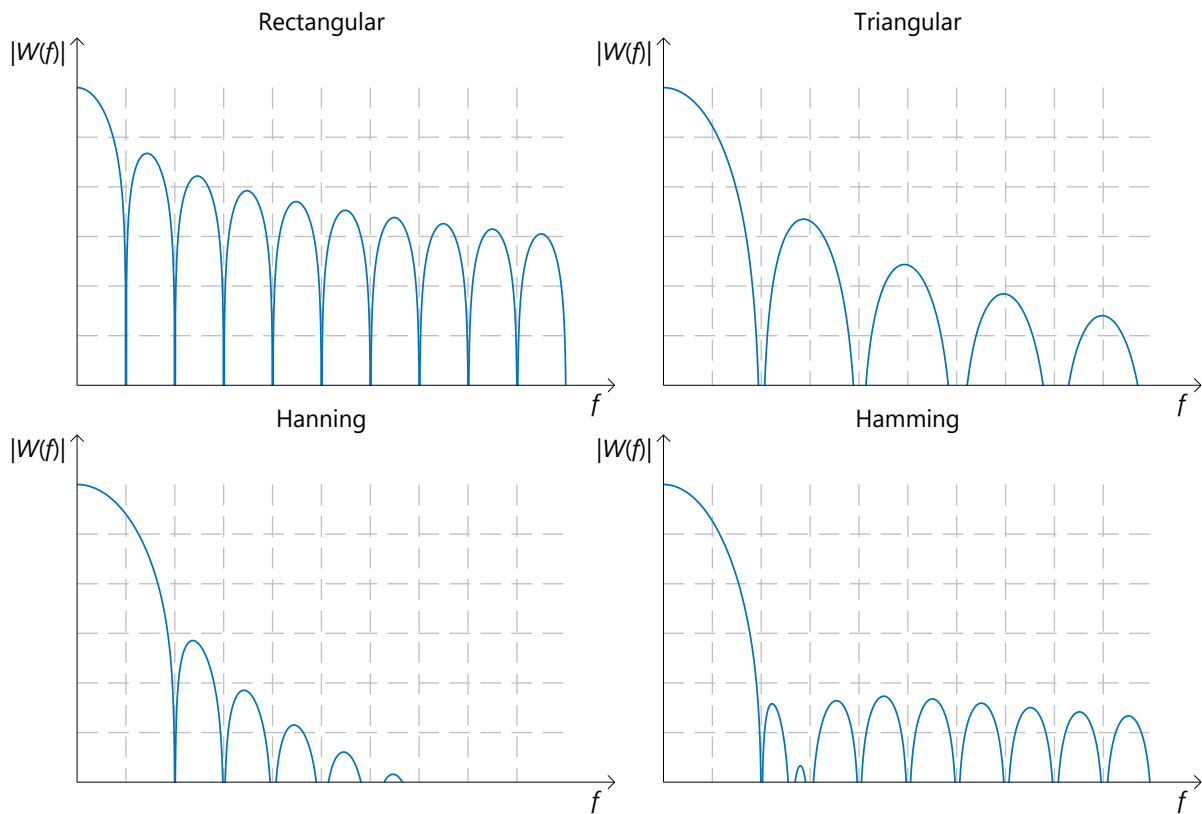 Rectangular
|W(f)|
f
Triangular
|W(f)|
f
Hanning
|W(f)|
f
Hamming
|W(f)|
f